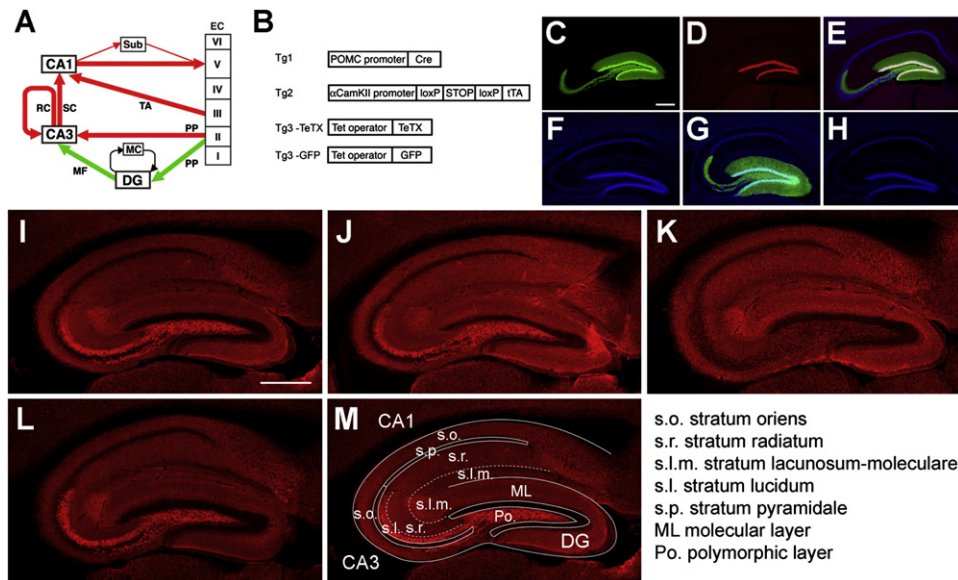 A
EC
VI
V
IV
III
II
I
Sub
CA1
RC
SC
TA
CA3
PP
MC
MF
DG
PP
B
Tg1
POMC promoter Cre
Tg2
αCamKII promoter loxP STOP loxP tTA
Tg3 -TeTX
Tet operator TeTX
Tg3 -GFP
Tet operator GFP
C
D
E
F
G
H
I
J
K
L
M
CA1
s.o.
s.p.
s.r.
s.l.m.
ML
s.l.m.
s.o.
s.l. s.r.
Po.
DG
CA3
s.o. stratum oriens
s.r. stratum radiatum
s.l.m. stratum lacunosum-moleculare
s.l. stratum lucidum
s.p. stratum pyramidale
ML molecular layer
Po. polymorphic layer